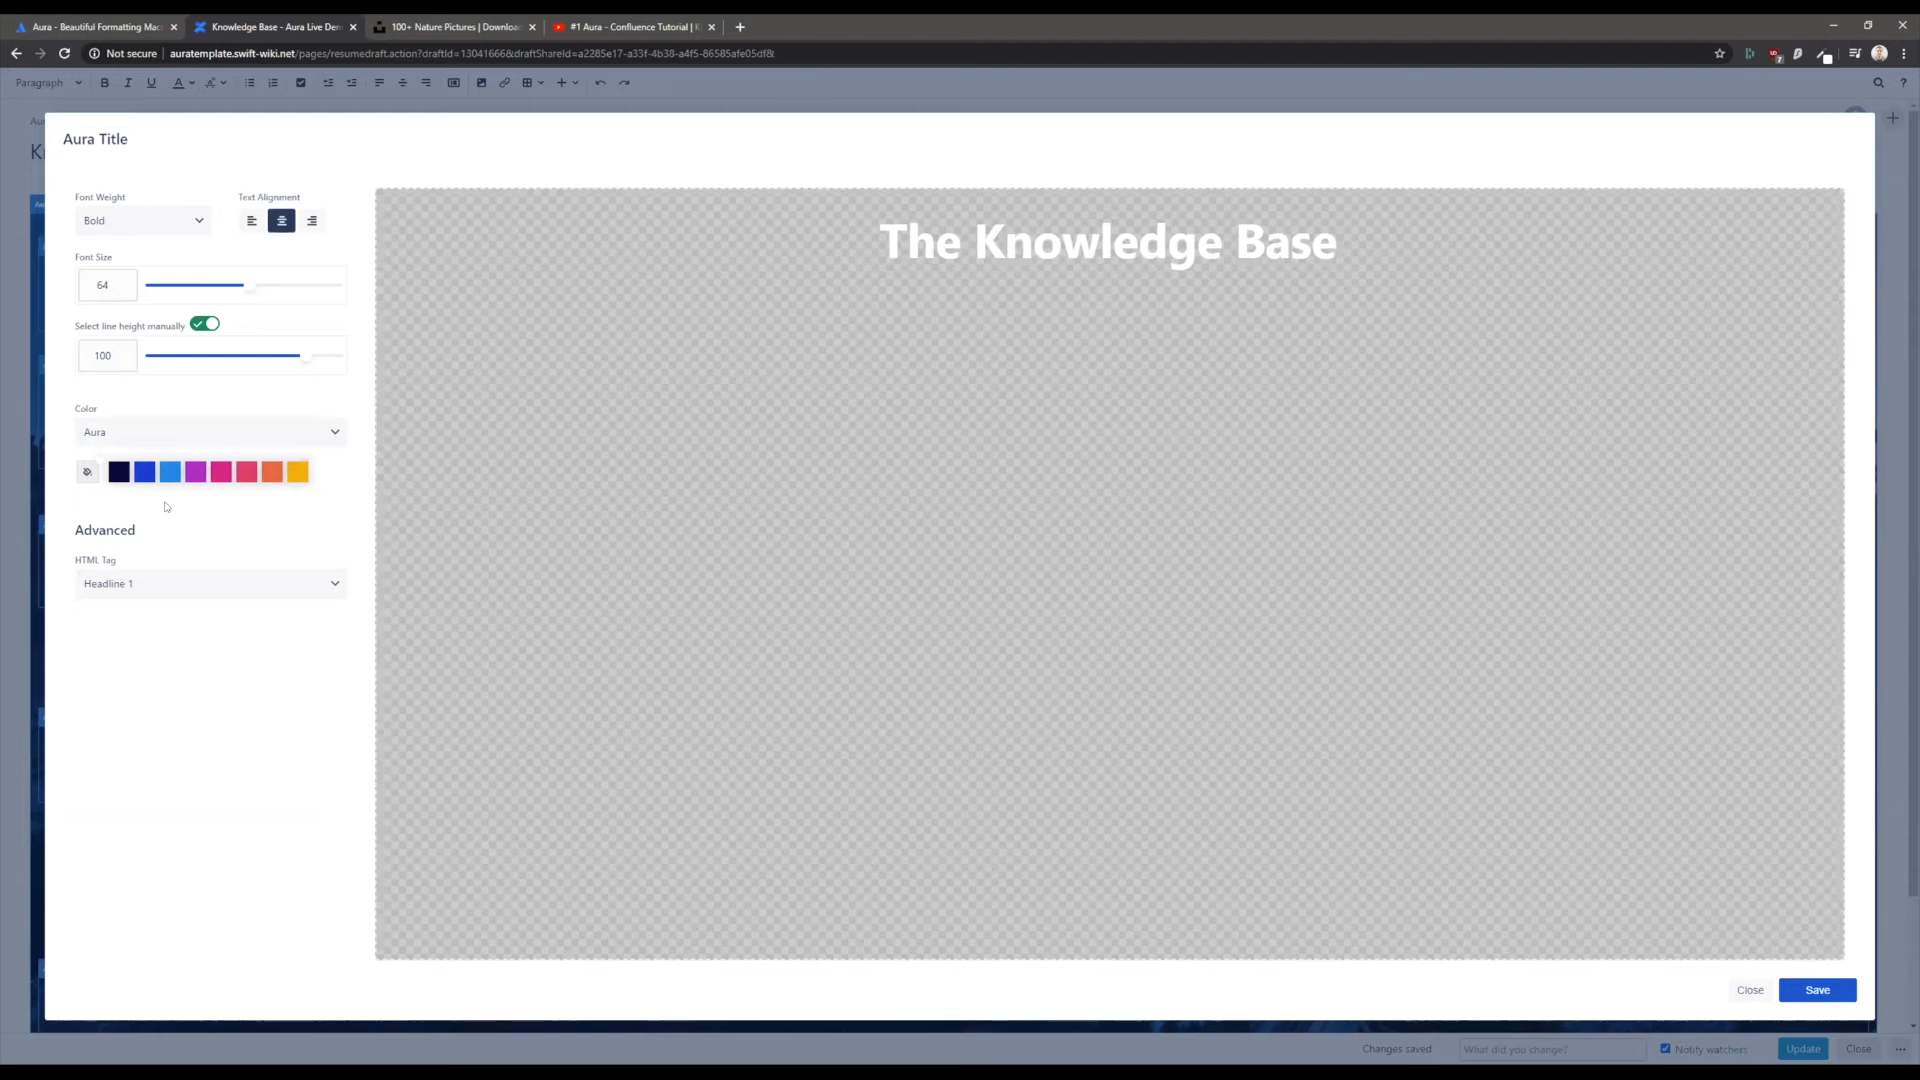 Aura - Beautiful Formatting Mac
Knowledge Base - Aura Live Dem
100+ Nature Pictures | Download
#1 Aura - Confluence Tutorial | K
Not secure
auratemplate.swift-wiki.net/pages/resumedraft.action?draftId=130416666&draftShareId=a2285e17-a33f-4b38-a4f5-86585afe05df&
Paragraph
B I U A
Aur
Aura Title
Font Weight
Text Alignment
Bold
Font Size
64
Select line height manually
100
Color
Aura
Advanced
HTML Tag
Headline 1
The Knowledge Base
Close
Save
Changes saved
What did you change?
Notify watchers
Update
Close